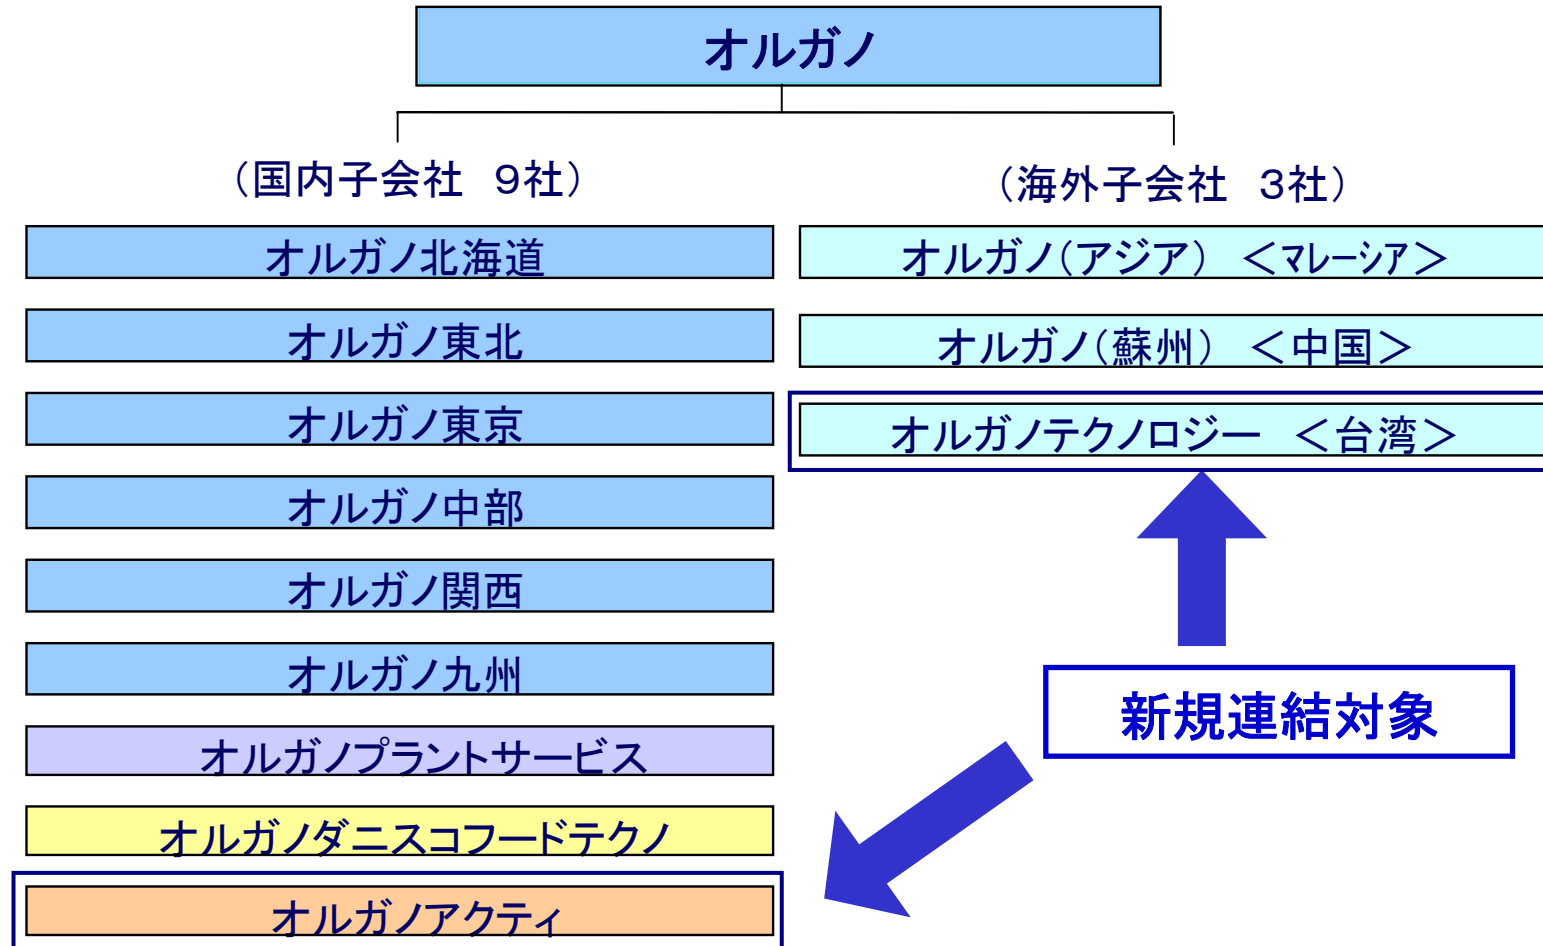 オルガノ
（国内子会社　９社）
オルガノ北海道
オルガノ東北
オルガノ東京
オルガノ中部
オルガノ関西
オルガノ九州
オルガノプラントサービス
オルガノダニスコフードテクノ
オルガノアクティ
（海外子会社　３社）
オルガノ（アジア）　＜ﾏﾚｰｼｱ＞
オルガノ（蘇州）　＜中国＞
オルガノテクノロジー　＜台湾＞
新規連結対象